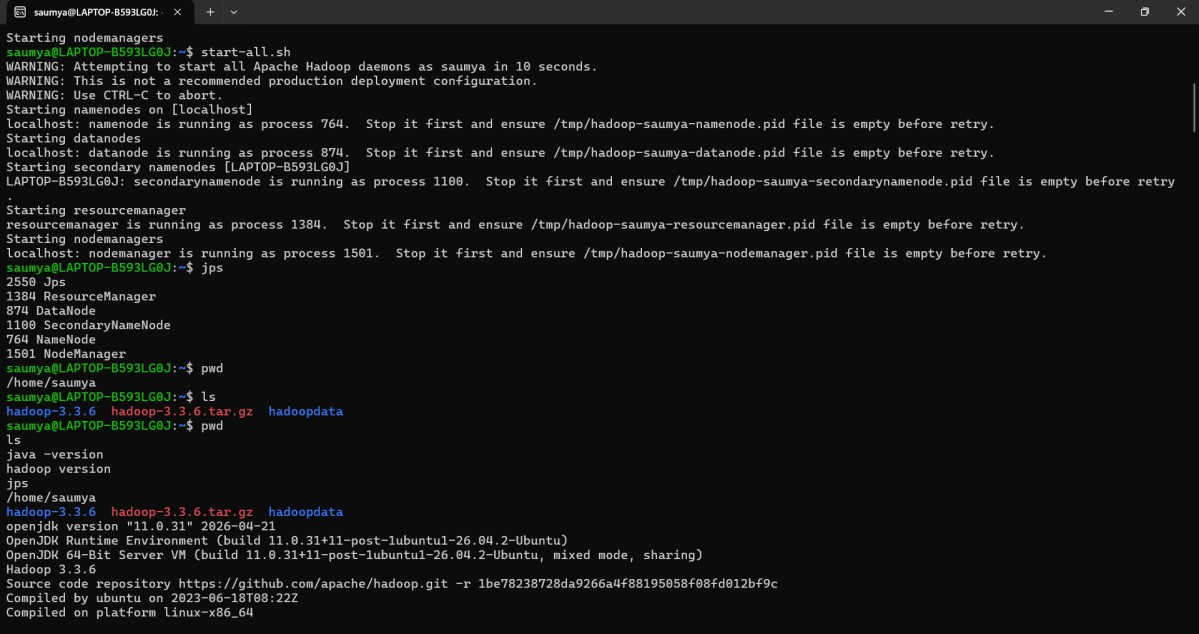 saumya@LAPTOP-B593LG0J: ~
Starting nodemanagers
saumya@LAPTOP-B593LG0J:~$ start-all.sh
WARNING: Attempting to start all Apache Hadoop daemons as saumya in 10 seconds.
WARNING: This is not a recommended production deployment configuration.
WARNING: Use CTRL-C to abort.
Starting namenodes on [localhost]
localhost: namenode is running as process 764.  Stop it first and ensure /tmp/hadoop-saumya-namenode.pid file is empty before retry.
Starting datanodes
localhost: datanode is running as process 874.  Stop it first and ensure /tmp/hadoop-saumya-datanode.pid file is empty before retry.
Starting secondary namenodes [LAPTOP-B593LG0J]
LAPTOP-B593LG0J: secondarynamenode is running as process 1100.  Stop it first and ensure /tmp/hadoop-saumya-secondarynamenode.pid file is empty before retry
.
Starting resourcemanager
resourcemanager is running as process 1384.  Stop it first and ensure /tmp/hadoop-saumya-resourcemanager.pid file is empty before retry.
Starting nodemanagers
localhost: nodemanager is running as process 1501.  Stop it first and ensure /tmp/hadoop-saumya-nodemanager.pid file is empty before retry.
saumya@LAPTOP-B593LG0J:~$ jps
2550 Jps
1384 ResourceManager
874 DataNode
1100 SecondaryNameNode
764 NameNode
1501 NodeManager
saumya@LAPTOP-B593LG0J:~$ pwd
/home/saumya
saumya@LAPTOP-B593LG0J:~$ ls
hadoop-3.3.6  hadoop-3.3.6.tar.gz  hadoopdata
saumya@LAPTOP-B593LG0J:~$ pwd
ls
java -version
hadoop version
jps
/home/saumya
hadoop-3.3.6  hadoop-3.3.6.tar.gz  hadoopdata
openjdk version "11.0.31" 2026-04-21
OpenJDK Runtime Environment (build 11.0.31+11-post-1ubuntu1-26.04.2-Ubuntu)
OpenJDK 64-Bit Server VM (build 11.0.31+11-post-1ubuntu1-26.04.2-Ubuntu, mixed mode, sharing)
Hadoop 3.3.6
Source code repository https://github.com/apache/hadoop.git -r 1be78238728da9266a4f88195058f08fd012bf9c
Compiled by ubuntu on 2023-06-18T08:22Z
Compiled on platform linux-x86_64